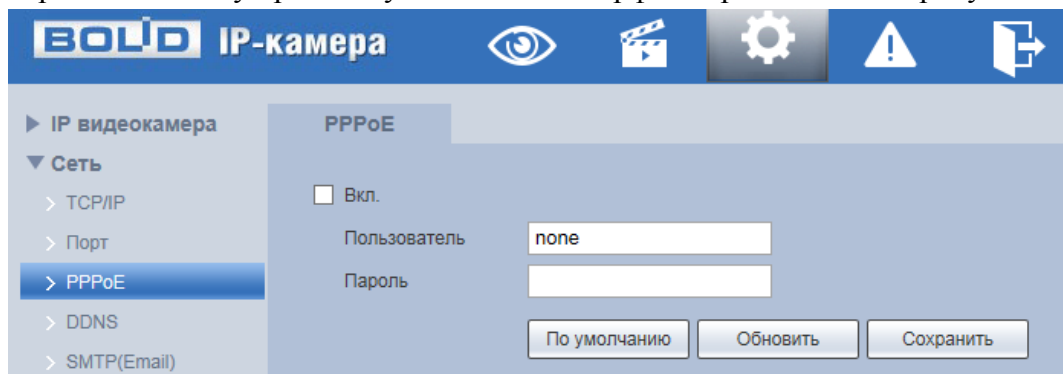 BOLID IP-камера
IP видеокамера
PPPoE
Сеть
TCP/IP
Вкл.
Порт
Пользователь none
PPPoE
Пароль
DDNS
По умолчанию Обновить Сохранить
SMTP(Email)